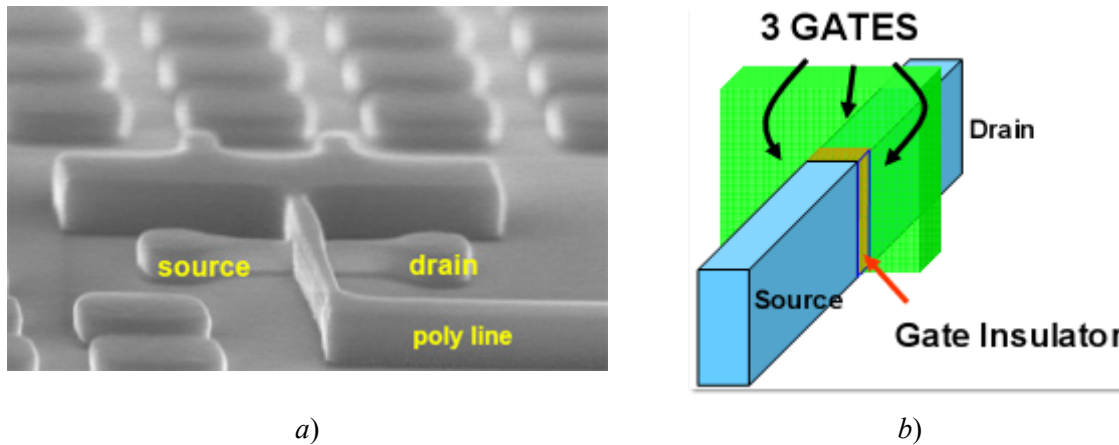 source
drain
poly line
3 GATES
Drain
Source
Gate Insulator
a)
b)